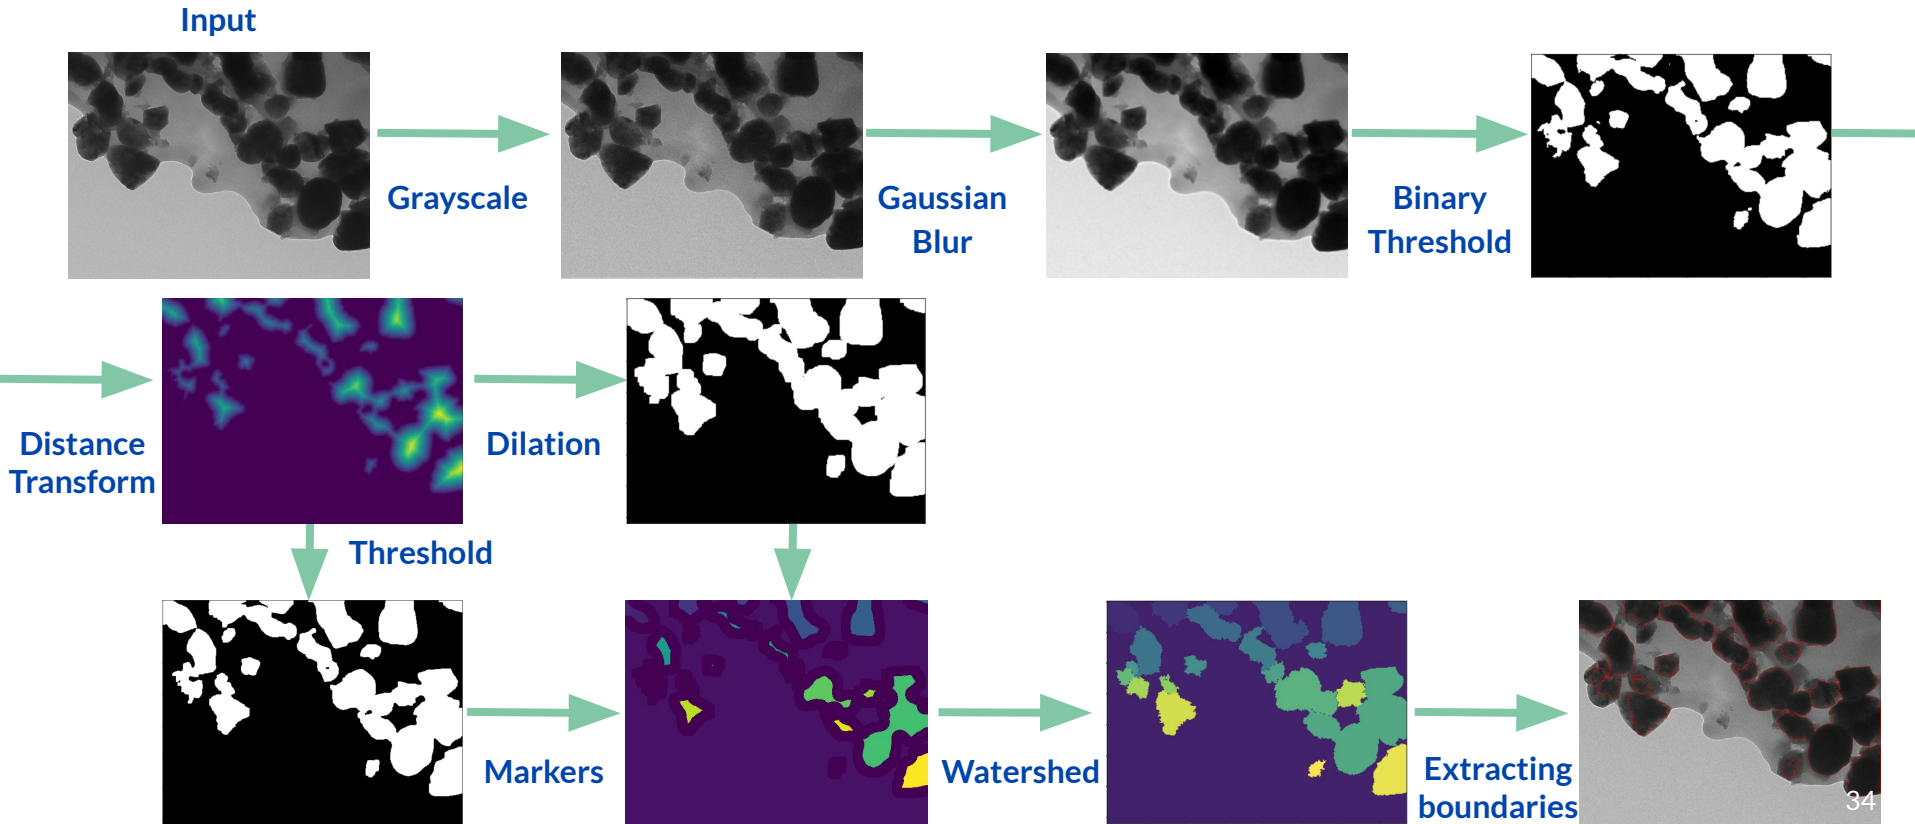 Input
Grayscale
Gaussian
Blur
Binary
Threshold
Distance
Transform
Dilation
Threshold
Markers
Watershed
Extracting
boundaries
34